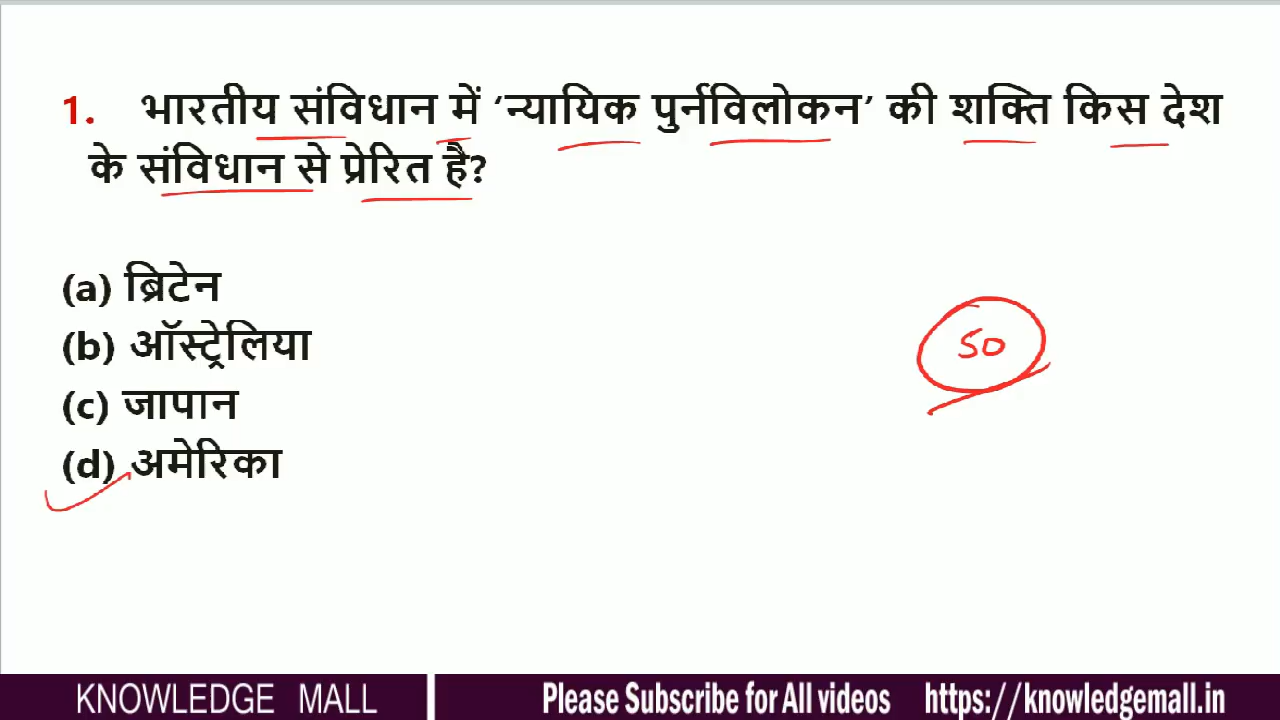 1. भारतीय संविधान में ‘न्यायिक पुर्नविलोकन’ की शक्ति किस देश
के संविधान से प्रेरित है?
(a) ब्रिटेन
(b) ऑस्ट्रेलिया
50
(c) जापान
(d) अमेरिका
KNOWLEDGE MALL Please Subscribe for All videos https://knowledgemall.in